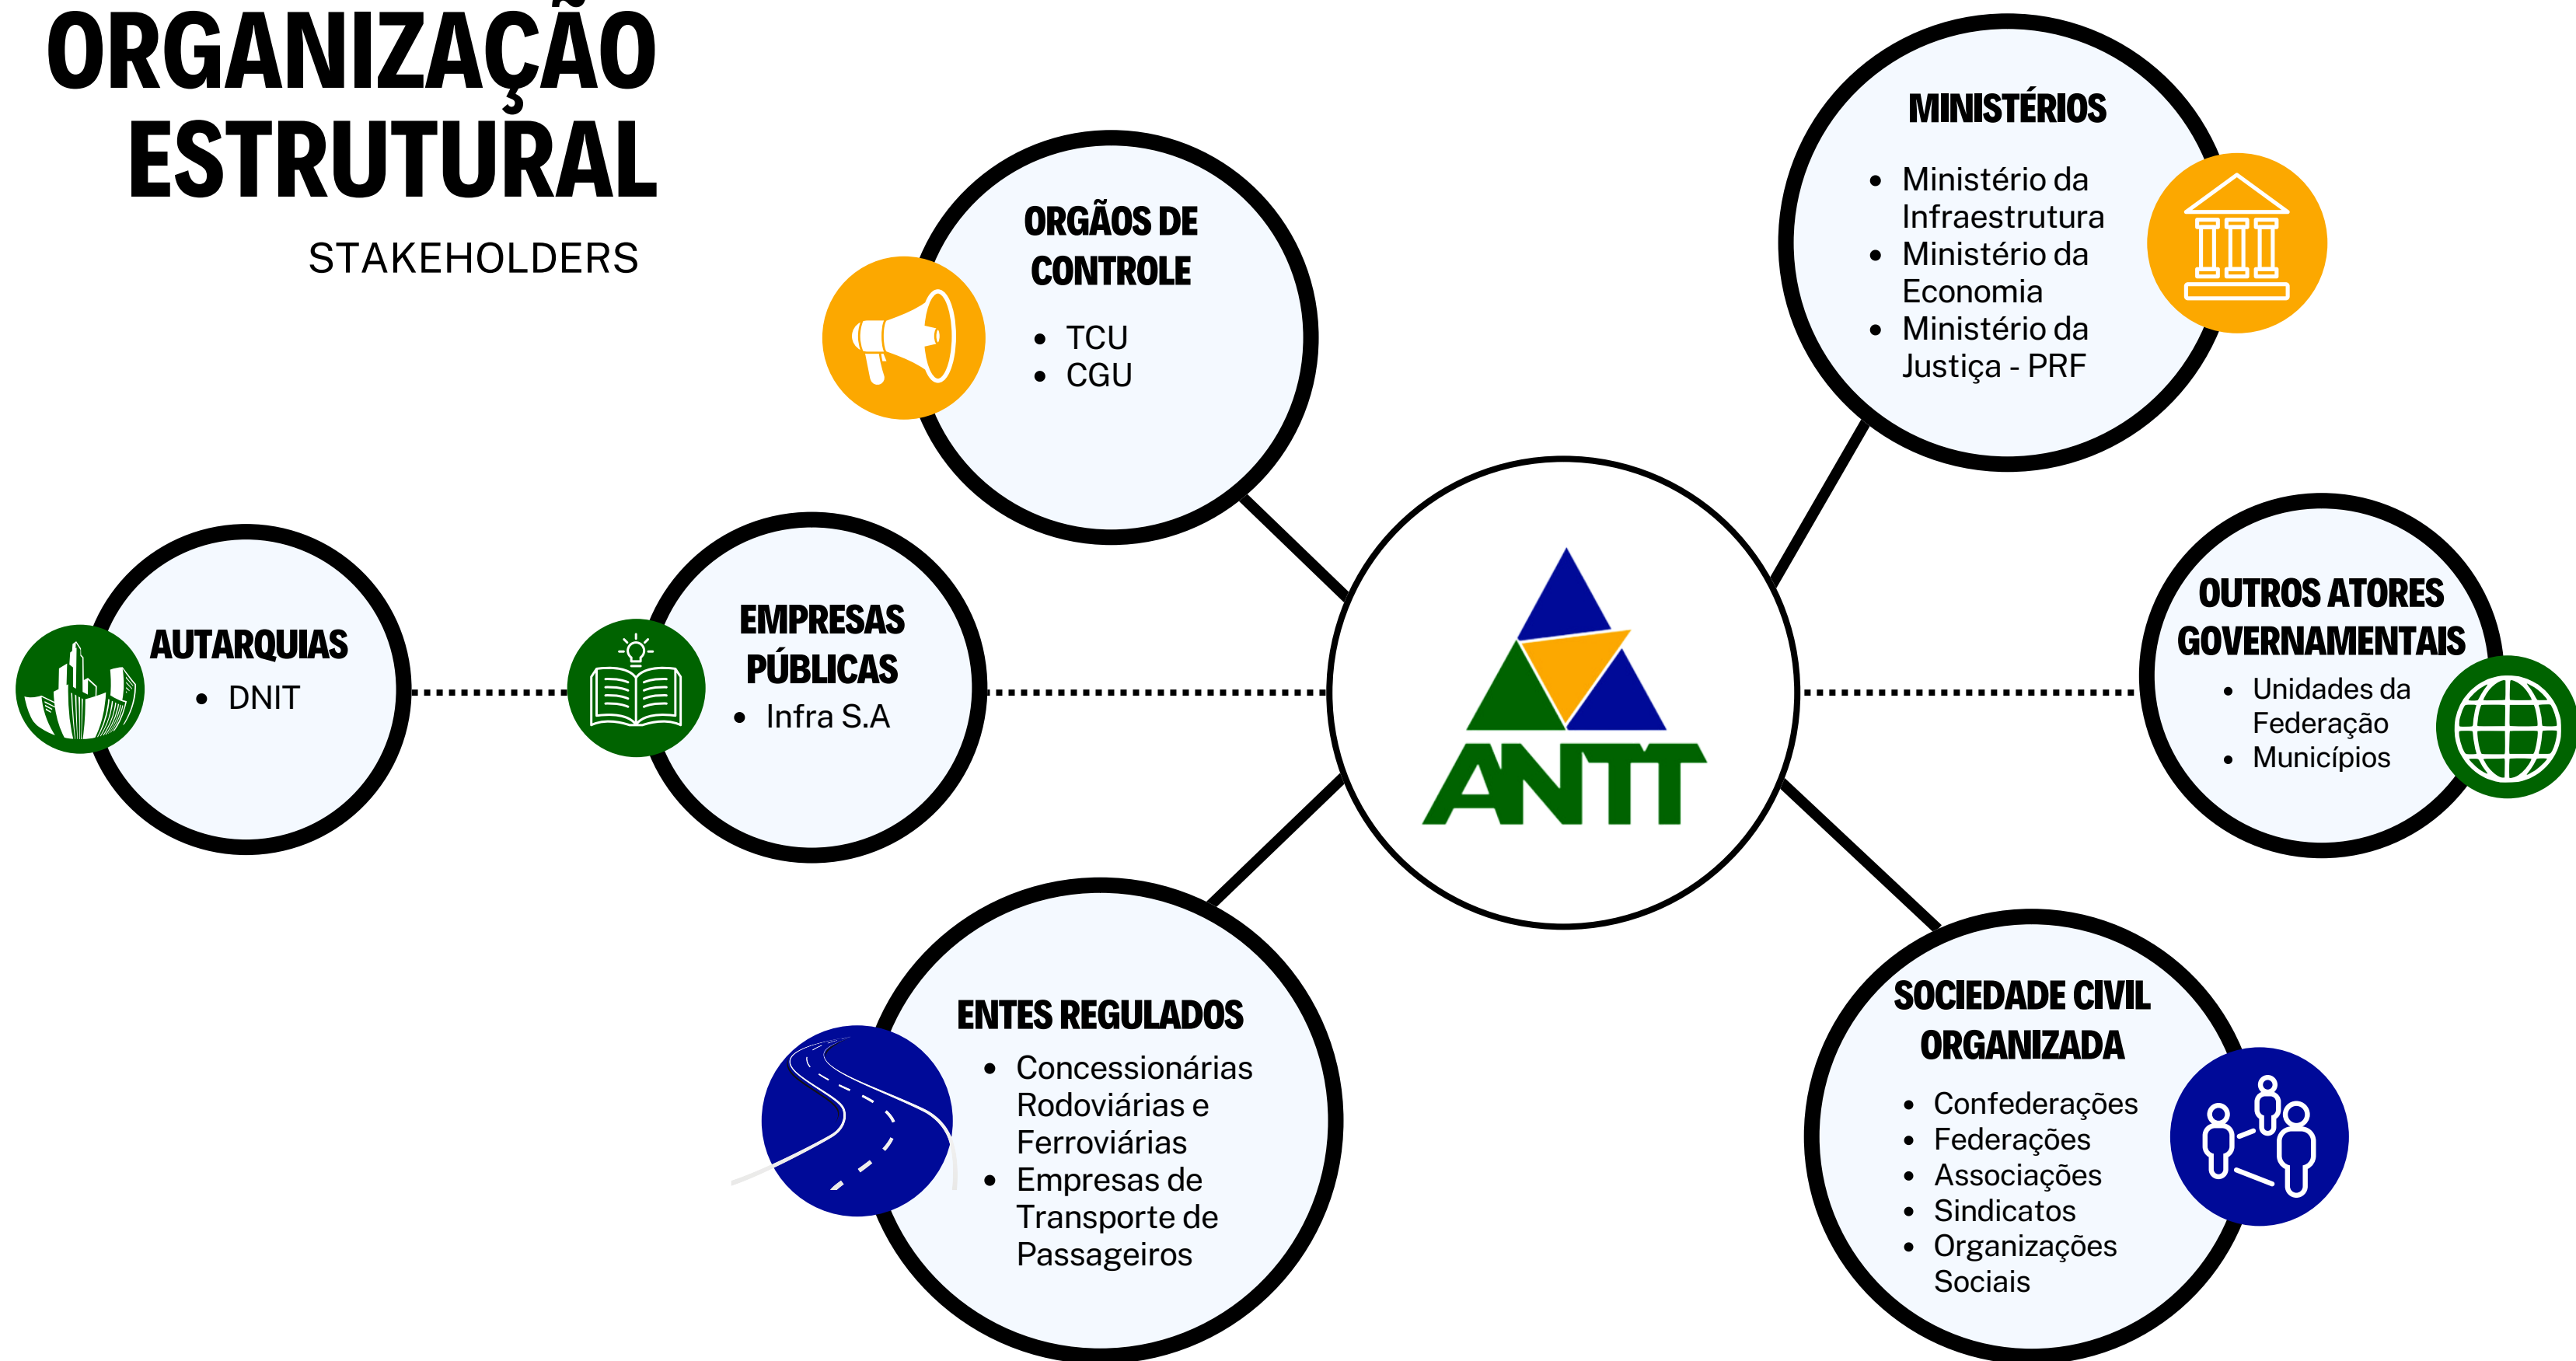 ORGANIZAÇÃO
ESTRUTURAL
STAKEHOLDERS
ORGÃOS DE
CONTROLE
• TCU
• CGU
MINISTÉRIOS
• Ministério da
Infraestrutura
• Ministério da
Economia
• Ministério da
Justiça - PRF
AUTARQUIAS
• DNIT
EMPRESAS
PÚBLICAS
• Infra S.A
ANTT
OUTROS ATORES
GOVERNAMENTAIS
• Unidades da
Federação
• Municípios
ENTES REGULADOS
• Concessionárias
Rodoviárias e
Ferroviárias
• Empresas de
Transporte de
Passageiros
SOCIEDADE CIVIL
ORGANIZADA
• Confederações
• Federações
• Associações
• Sindicatos
• Organizações
Sociais